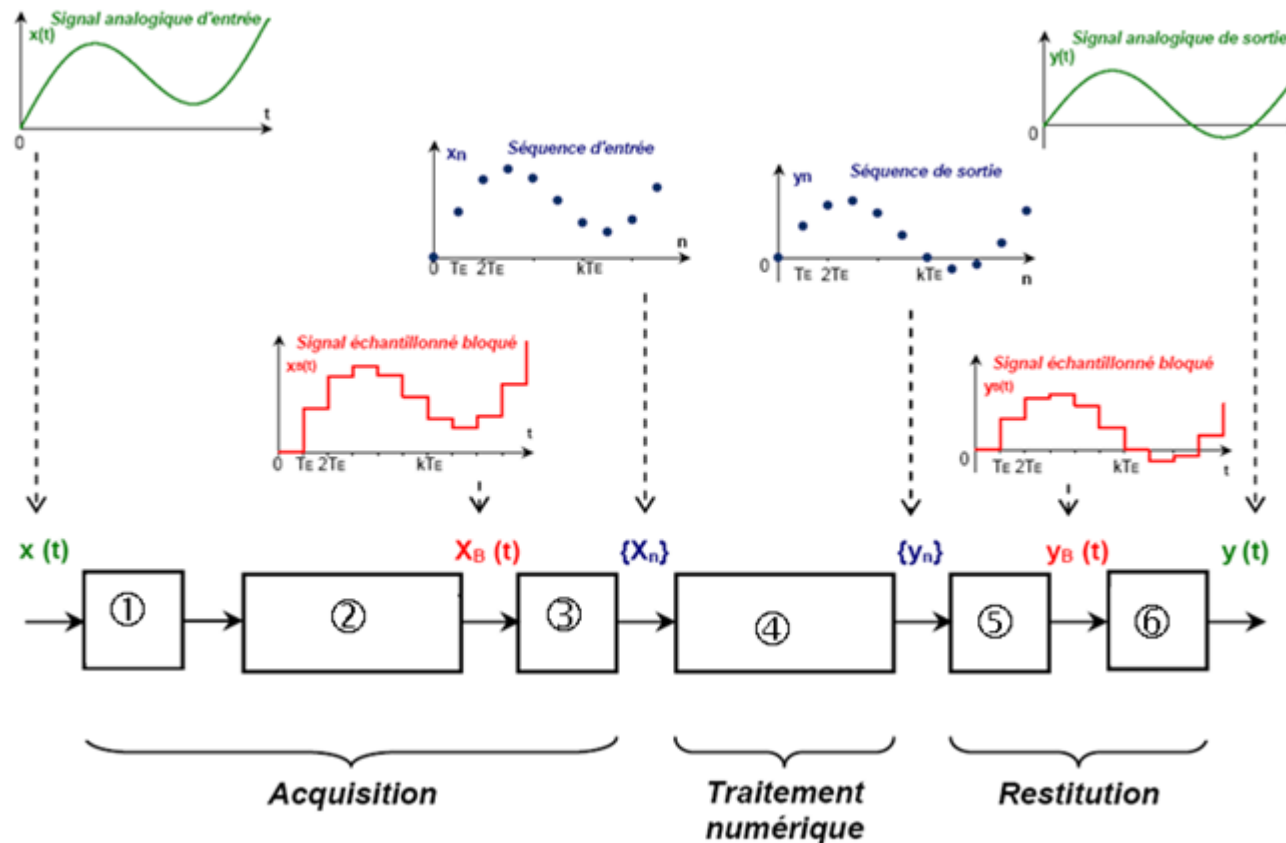 Signal analogique d'entrée
x(t)
t
0
Signal analogique de sortie
y(t)
0
Séquence d'entrée
xn
n
0 TE 2TE kTE
Séquence de sortie
yn
0
TE 2TE kTE
n
Signal échantillonné bloqué
xB(t)
t
0 TE 2TE kTE
Signal échantillonné bloqué
yB(t)
0
TE 2TE kTE
t
x (t) XB (t) {Xn} {yn} yB (t) y (t)
① ② ③ ④ ⑤ ⑥
Acquisition
Traitement
numérique
Restitution